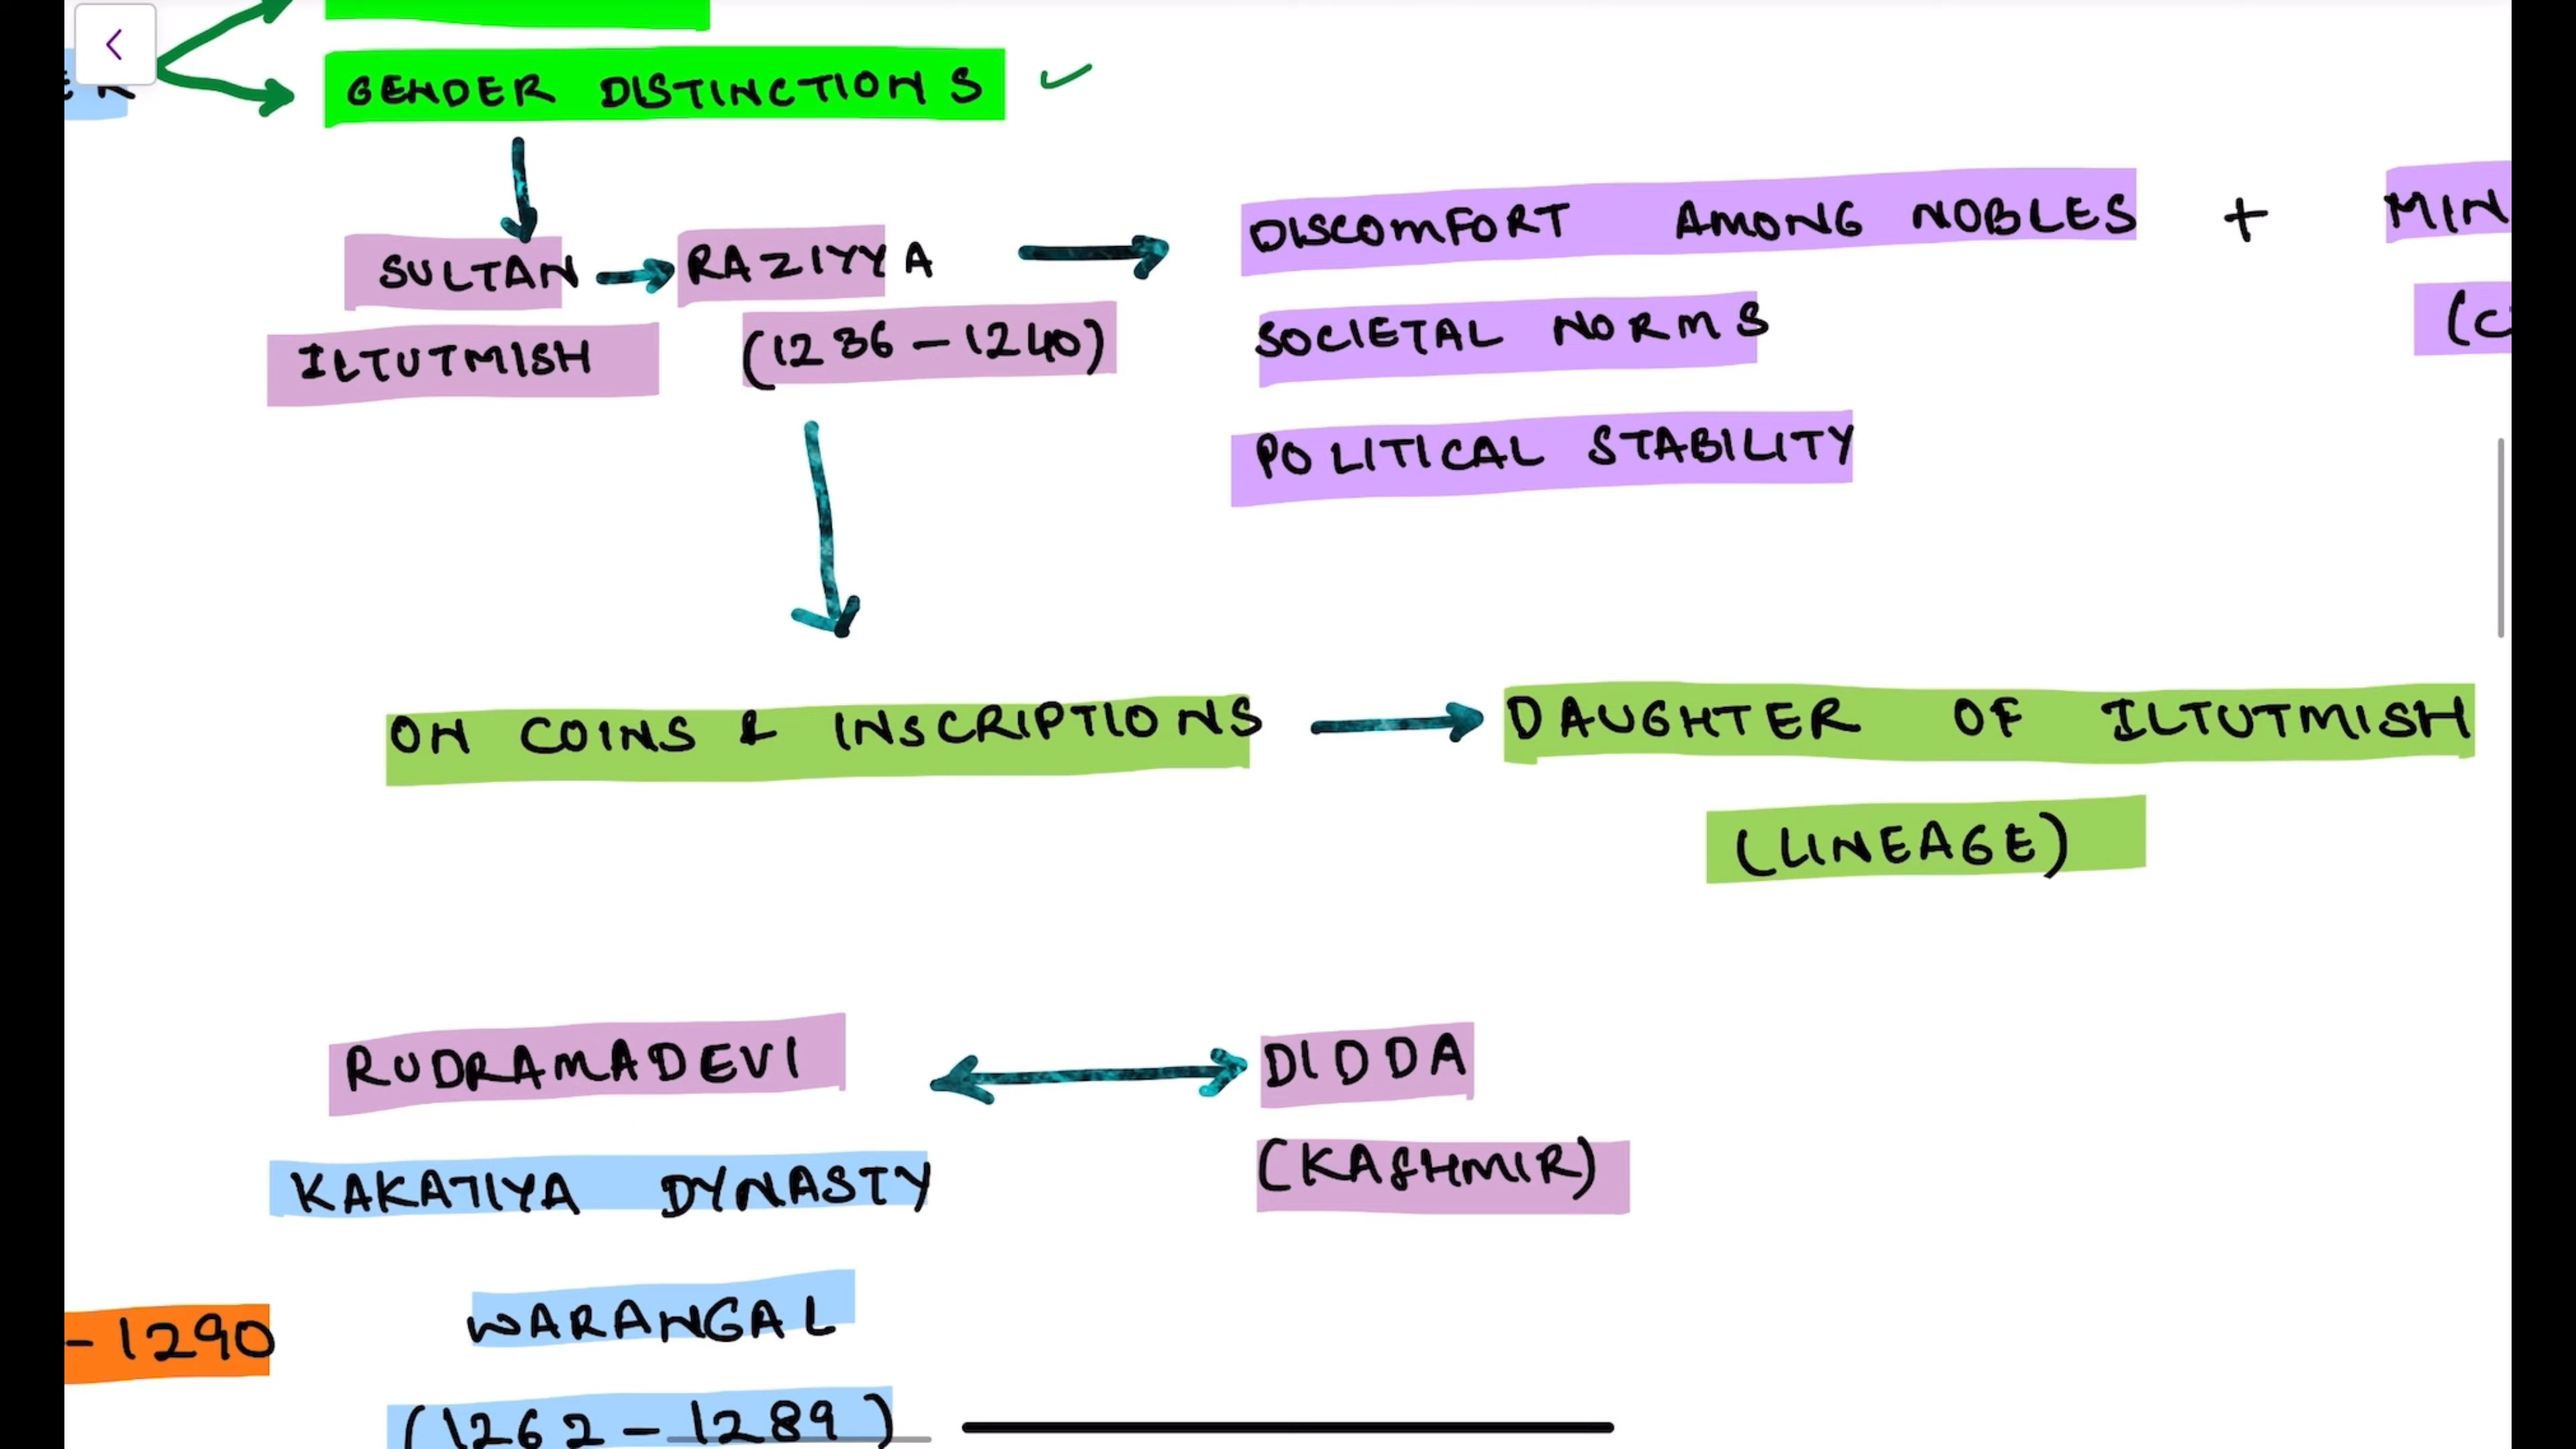 GENDER DISTINCTIONS
SULTAN RAZIYYA DISCOMFORT AMONG NOBLES + MIN
ILTUTMISH (1236-1240) SOCIETAL NORMS (C
POLITICAL STABILITY
ON COINS & INSCRIPTIONS DAUGHTER OF ILTUTMISH
(LINEAGE)
RUDRAMADEVI DIDDA
KAKATIYA DYNASTY (KASHMIR)
-1290 WARANGAL
(1262-1289)